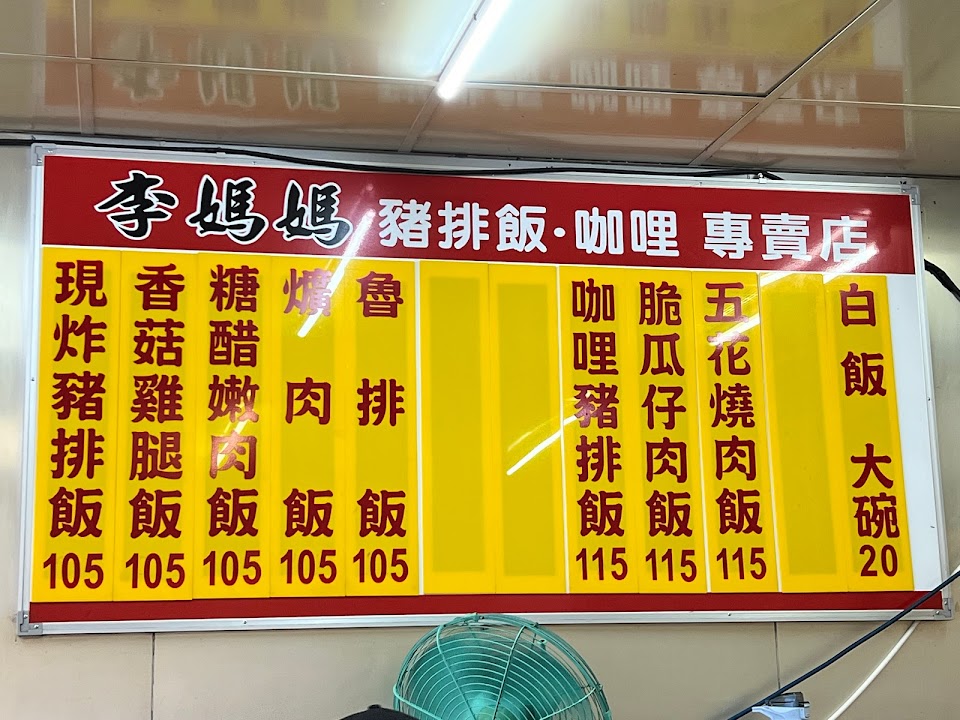 李媽媽 豬排飯·咖哩 專賣店
現炸豬排飯 105
香菇雞腿飯 105
糖醋嫩肉飯 105
爌肉飯 105
魯排飯 105
咖哩豬排飯 115
脆瓜仔肉飯 115
五花燒肉飯 115
白飯 大碗 20